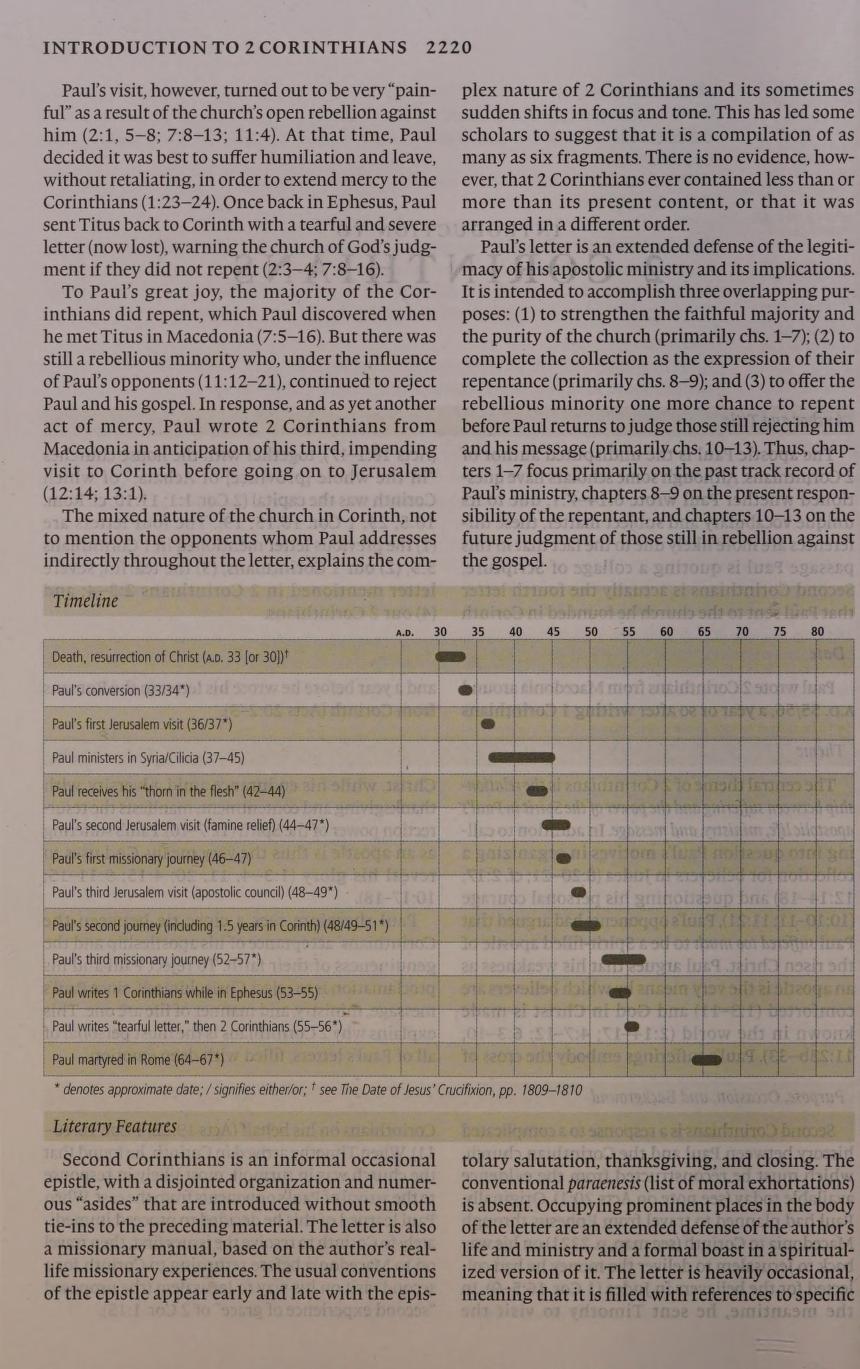 INTRODUCTION TO 2 CORINTHIANS 2220
Paul's visit, however, turned out to be very “pain-
ful” as a result of the church's open rebellion against
him (2:1, 5–8; 7:8–13; 11:4). At that time, Paul
decided it was best to suffer humiliation and leave,
without retaliating, in order to extend mercy to the
Corinthians (1:23–24). Once back in Ephesus, Paul
sent Titus back to Corinth with a tearful and severe
letter (now lost), warning the church of God's judg-
ment if they did not repent (2:3–4; 7:8–16).
To Paul's great joy, the majority of the Cor-
inthians did repent, which Paul discovered when
he met Titus in Macedonia (7:5–16). But there was
still a rebellious minority who, under the influence
of Paul's opponents (11:12–21), continued to reject
Paul and his gospel. In response, and as yet another
act of mercy, Paul wrote 2 Corinthians from
Macedonia in anticipation of his third, impending
visit to Corinth before going on to Jerusalem
(12:14; 13:1).
The mixed nature of the church in Corinth, not
to mention the opponents whom Paul addresses
indirectly throughout the letter, explains the com-
plex nature of 2 Corinthians and its sometimes
sudden shifts in focus and tone. This has led some
scholars to suggest that it is a compilation of as
many as six fragments. There is no evidence, how-
ever, that 2 Corinthians ever contained less than or
more than its present content, or that it was
arranged in a different order.
Paul's letter is an extended defense of the legiti-
macy of his apostolic ministry and its implications.
It is intended to accomplish three overlapping pur-
poses: (1) to strengthen the faithful majority and
the purity of the church (primarily chs. 1–7); (2) to
complete the collection as the expression of their
repentance (primarily chs. 8–9); and (3) to offer the
rebellious minority one more chance to repent
before Paul returns to judge those still rejecting him
and his message (primarily chs. 10–13). Thus, chap-
ters 1–7 focus primarily on the past track record of
Paul's ministry, chapters 8–9 on the present respon-
sibility of the repentant, and chapters 10–13 on the
future judgment of those still in rebellion against
the gospel.
Timeline
A.D. 30 35 40 45 50 55 60 65 70 75 80
Death, resurrection of Christ (A.D. 33 [or 30])†
Paul's conversion (33/34*)
Paul's first Jerusalem visit (36/37*)
Paul ministers in Syria/Cilicia (37–45)
Paul receives his “thorn in the flesh” (42–44)
Paul's second Jerusalem visit (famine relief) (44–47*)
Paul's first missionary journey (46–47)
Paul's third Jerusalem visit (apostolic council) (48–49*)
Paul's second journey (including 1.5 years in Corinth) (48/49–51*)
Paul's third missionary journey (52–57*)
Paul writes 1 Corinthians while in Ephesus (53–55)
Paul writes “tearful letter,” then 2 Corinthians (55–56*)
Paul martyred in Rome (64–67*)
* denotes approximate date; / signifies either/or; † see The Date of Jesus' Crucifixion, pp. 1809–1810
Literary Features
Second Corinthians is an informal occasional
epistle, with a disjointed organization and numer-
ous “asides” that are introduced without smooth
tie-ins to the preceding material. The letter is also
a missionary manual, based on the author's real-
life missionary experiences. The usual conventions
of the epistle appear early and late with the epis-
tolary salutation, thanksgiving, and closing. The
conventional paraenesis (list of moral exhortations)
is absent. Occupying prominent places in the body
of the letter are an extended defense of the author's
life and ministry and a formal boast in a spiritual-
ized version of it. The letter is heavily occasional,
meaning that it is filled with references to specific